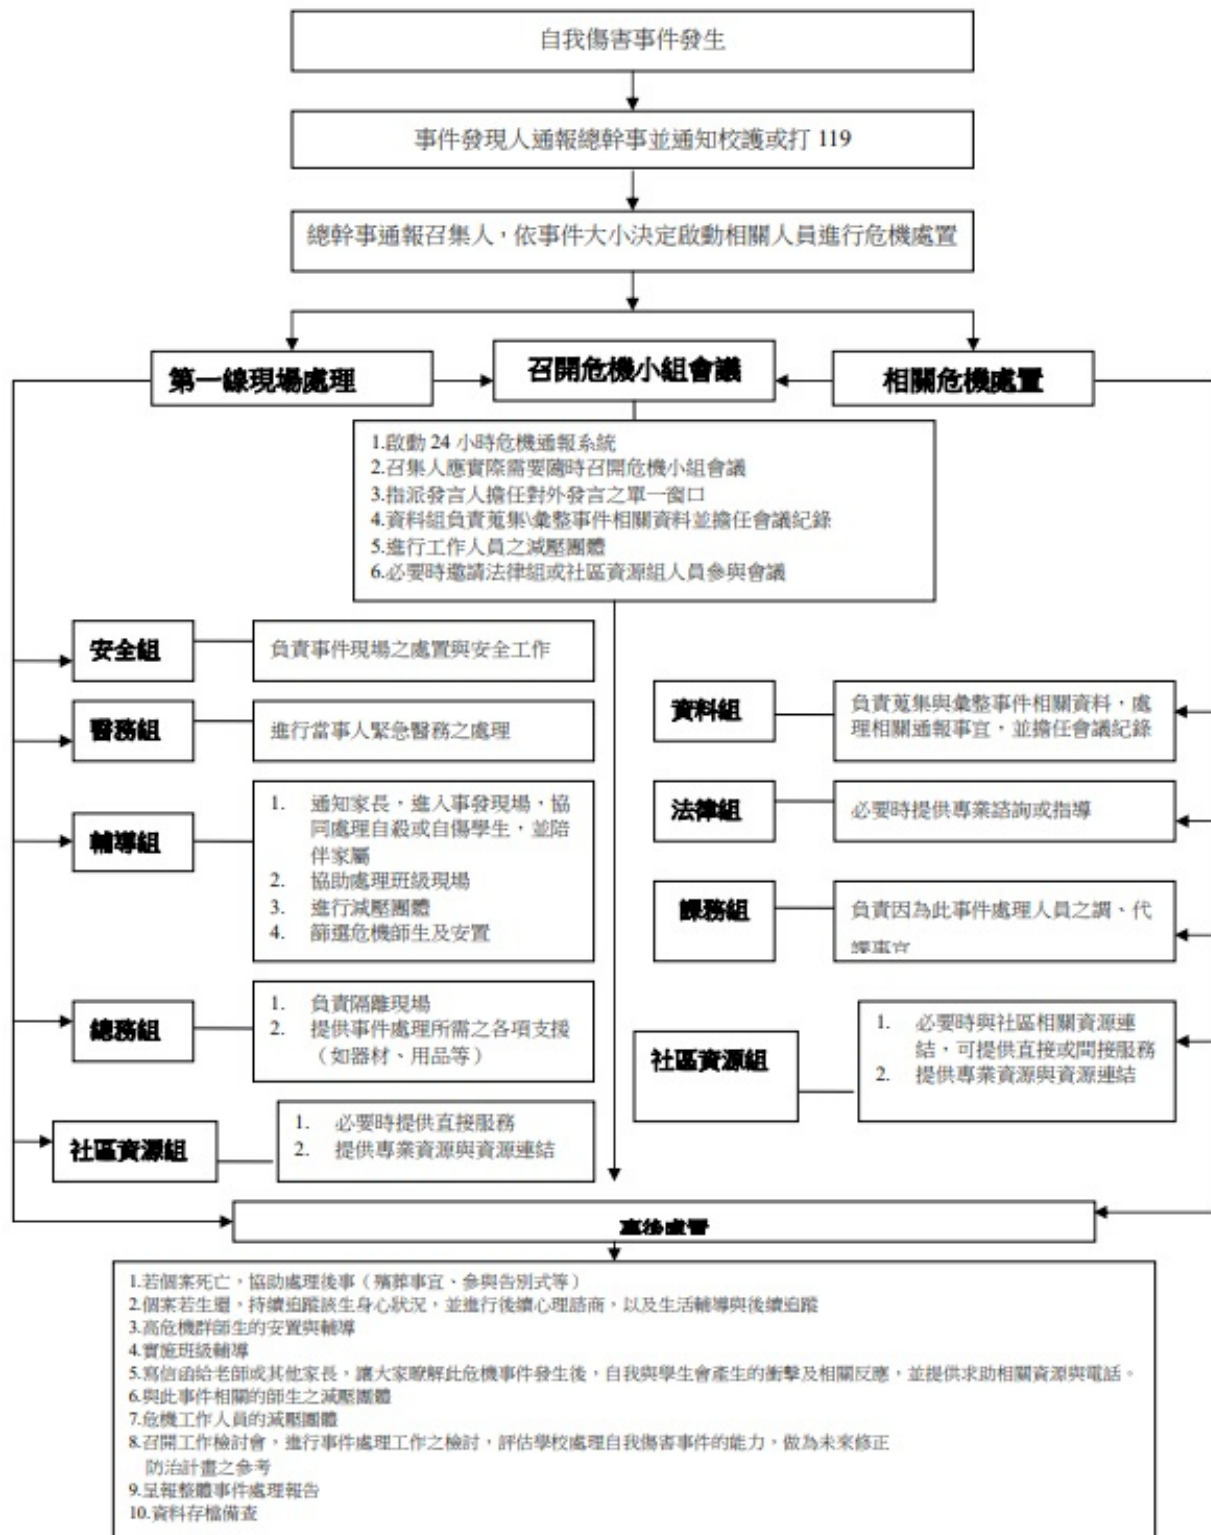 自我傷害事件發生
事件發現人通報總幹事並通知校護或打 119
總幹事通報召集人，依事件大小決定啟動相關人員進行危機處置
第一線現場處理
召開危機小組會議
相關危機處置
1.啟動 24 小時危機通報系統
2.召集人應實際需要隨時召開危機小組會議
3.指派發言人擔任對外發言之單一窗口
4.資料組負責蒐集\彙整事件相關資料並擔任會議紀錄
5.進行工作人員之減壓團體
6.必要時邀請法律組或社區資源組人員參與會議
安全組
負責事件現場之處置與安全工作
醫務組
進行當事人緊急醫務之處理
輔導組
1. 通知家長，進入事發現場，協
同處理自殺或自傷學生，並陪
伴家屬
2. 協助處理班級現場
3. 進行減壓團體
4. 篩選危機師生及安置
總務組
1. 負責隔離現場
2. 提供事件處理所需之各項支援
（如器材、用品等）
社區資源組
1. 必要時提供直接服務
2. 提供專業資源與資源連結
資料組
負責蒐集與彙整事件相關資料，處
理相關通報事宜，並擔任會議紀錄
法律組
必要時提供專業諮詢或指導
課務組
負責因為此事件處理人員之調、代
課事宜
社區資源組
1. 必要時與社區相關資源連
結，可提供直接或間接服務
2. 提供專業資源與資源連結
事後處置
1.若個案死亡，協助處理後事（殯葬事宜、參與告別式等）
2.個案若生還，持續追蹤該生身心狀況，並進行後續心理諮商，以及生活輔導與後續追蹤
3.高危機群師生的安置與輔導
4.實施班級輔導
5.寫信函給老師或其他家長，讓大家瞭解此危機事件發生後，自我與學生會產生的衝擊及相關反應，並提供求助相關資源與電話。
6.與此事件相關的師生之減壓團體
7.危機工作人員的減壓團體
8.召開工作檢討會，進行事件處理工作之檢討，評估學校處理自我傷害事件的能力，做為未來修正
防治計畫之參考
9.呈報整體事件處理報告
10.資料存檔備查